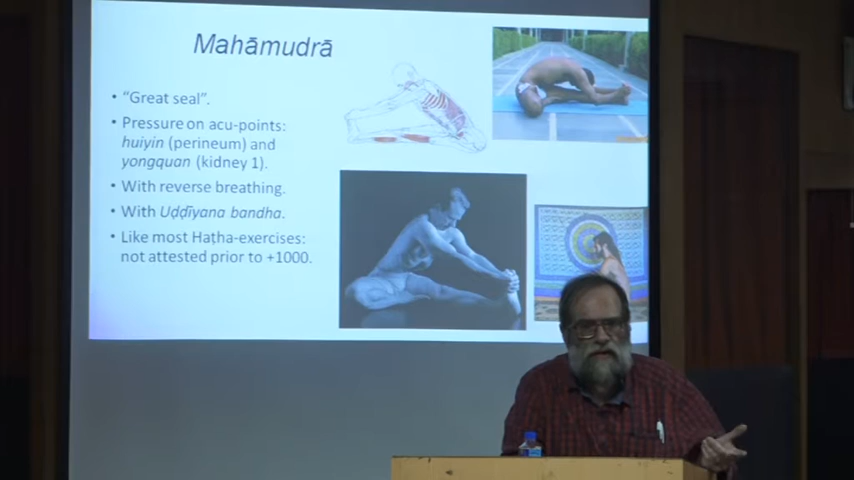 Mahāmudrā
• "Great seal".
• Pressure on acu-points:
huiyin (perineum) and
yongquan (kidney 1).
• With reverse breathing.
• With Uḍḍīyana bandha.
• Like most Haṭha-exercises:
not attested prior to +1000.